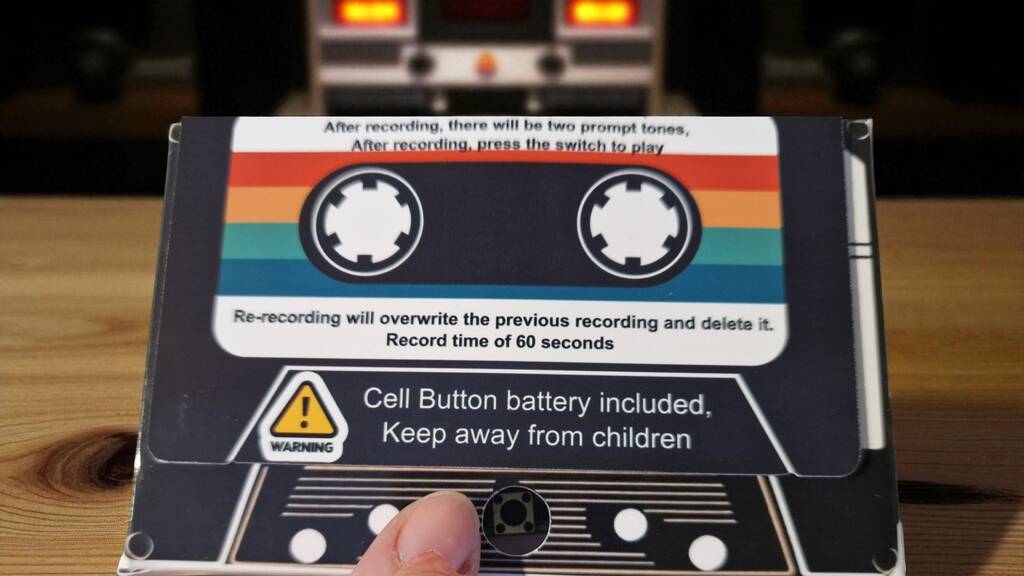 After recording, there will be two prompt tones,
After recording, press the switch to play
Re-recording will overwrite the previous recording and delete it.
Record time of 60 seconds
WARNING
Cell Button battery included,
Keep away from children